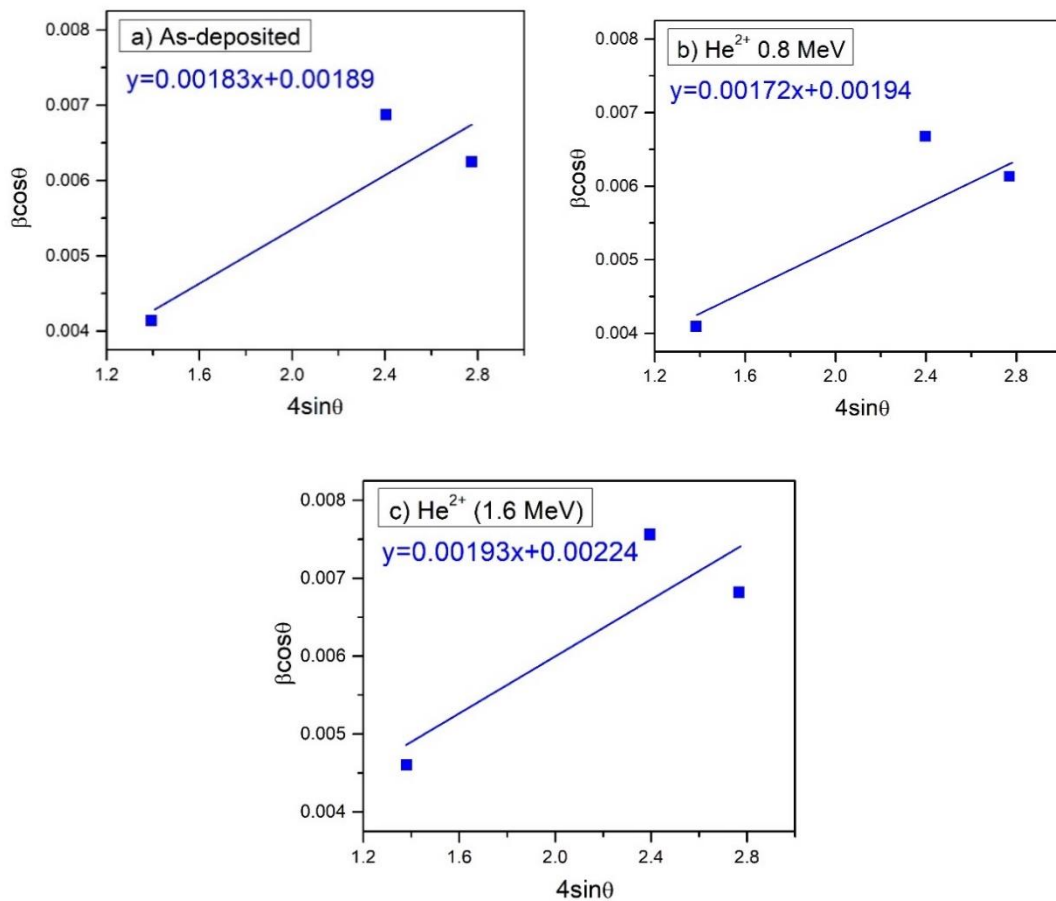 a) As-deposited
y=0.00183x+0.00189
0.008
0.007
0.006
0.005
0.004
βcosθ
1.2
1.6
2.0
2.4
2.8
4sinθ
b) He²⁺ 0.8 MeV
y=0.00172x+0.00194
0.008
0.007
0.006
0.005
0.004
βcosθ
1.2
1.6
2.0
2.4
2.8
4sinθ
c) He²⁺ (1.6 MeV)
y=0.00193x+0.00224
0.008
0.007
0.006
0.005
0.004
βcosθ
1.2
1.6
2.0
2.4
2.8
4sinθ